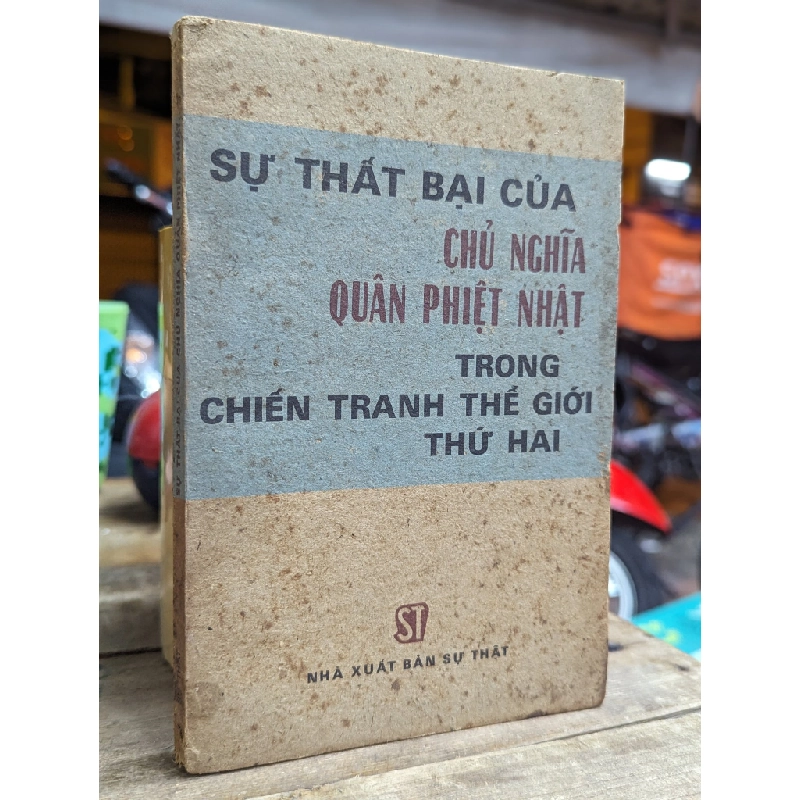 SỰ THẤT BẠI CỦA
CHỦ NGHĨA
QUÂN PHIỆT NHẬT
TRONG
CHIẾN TRANH THẾ GIỚI
THỨ HAI
ST
NHÀ XUẤT BẢN SỰ THẬT